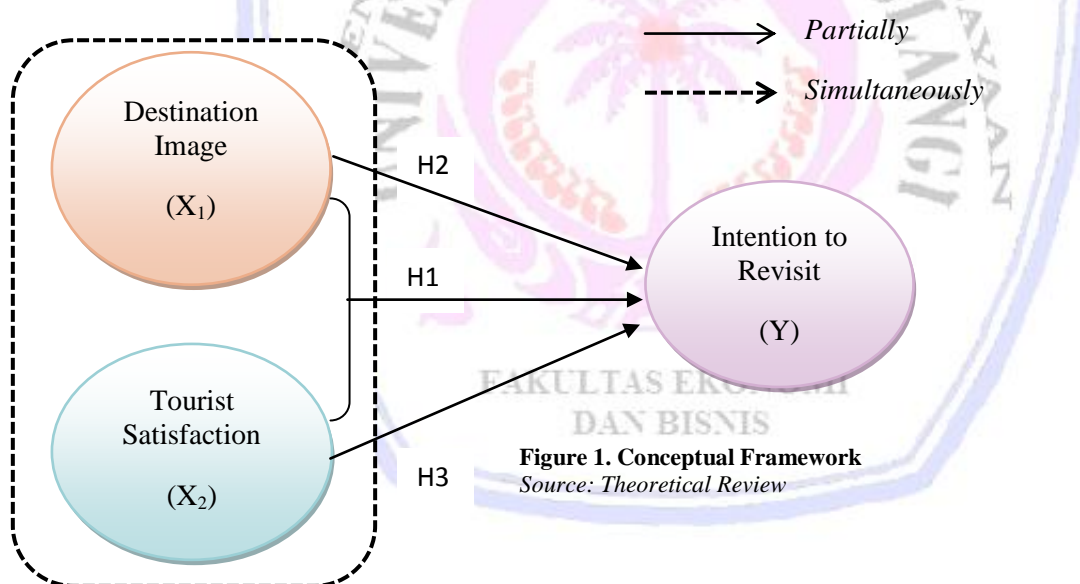 Partially
Simultaneously
Destination
Image
(X₁)
H2
Intention to
Revisit
(Y)
H1
Tourist
Satisfaction
(X₂)
H3
FAKULTAS EKONOMI
DAN BISNIS
Figure 1. Conceptual Framework
Source: Theoretical Review